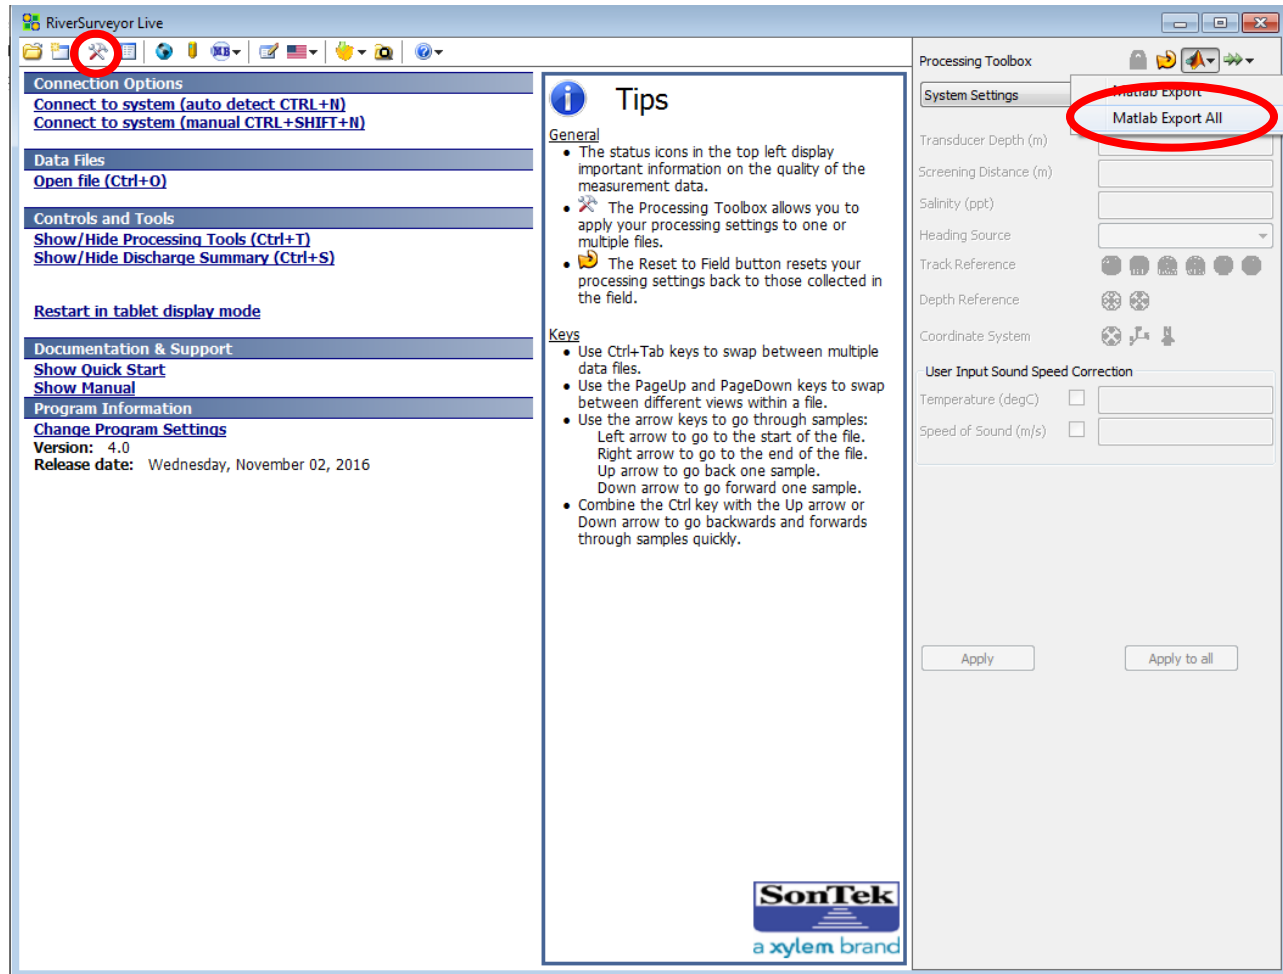 RiverSurveyor Live
MB
Connection Options
Connect to system (auto detect CTRL+N)
Connect to system (manual CTRL+SHIFT+N)
Data Files
Open file (Ctrl+O)
Controls and Tools
Show/Hide Processing Tools (Ctrl+T)
Show/Hide Discharge Summary (Ctrl+S)
Restart in tablet display mode
Documentation & Support
Show Quick Start
Show Manual
Program Information
Change Program Settings
Version: 4.0
Release date: Wednesday, November 02, 2016
Tips
General
• The status icons in the top left display
important information on the quality of the
measurement data.
• The Processing Toolbox allows you to
apply your processing settings to one or
multiple files.
• The Reset to Field button resets your
processing settings back to those collected in
the field.
Keys
• Use Ctrl+Tab keys to swap between multiple
data files.
• Use the PageUp and PageDown keys to swap
between different views within a file.
• Use the arrow keys to go through samples:
Left arrow to go to the start of the file.
Right arrow to go to the end of the file.
Up arrow to go back one sample.
Down arrow to go forward one sample.
• Combine the Ctrl key with the Up arrow or
Down arrow to go backwards and forwards
through samples quickly.
SonTek
a xylem brand
Processing Toolbox
System Settings
Matlab Export
Matlab Export All
Transducer Depth (m)
Screening Distance (m)
Salinity (ppt)
Heading Source
Track Reference
Depth Reference
Coordinate System
User Input Sound Speed Correction
Temperature (degC)
Speed of Sound (m/s)
Apply
Apply to all